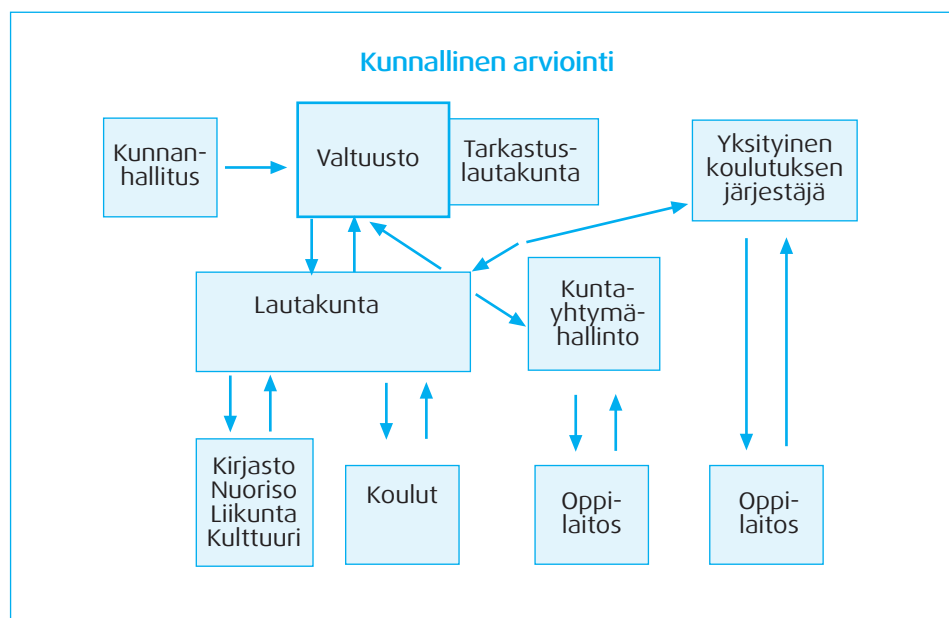 Kunnallinen arviointi
Kunnan-
hallitus
Valtuusto
Tarkastus-
lautakunta
Yksityinen
koulutuksen
järjestäjä
Lautakunta
Kunta-
yhtymä-
hallinto
Kirjasto
Nuoriso
Liikunta
Kulttuuri
Koulut
Oppi-
laitos
Oppi-
laitos